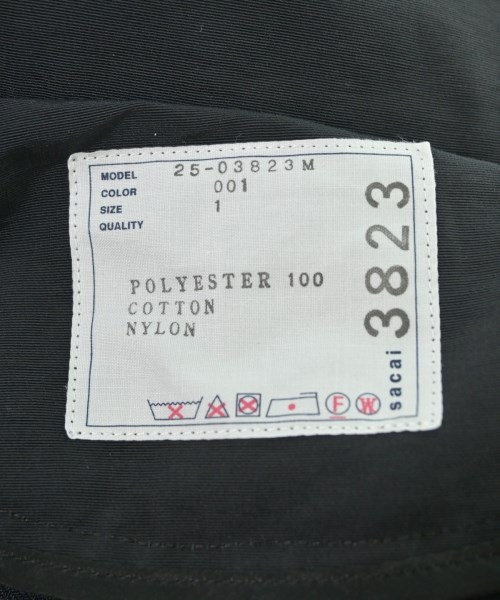 MODEL 25-03823M
COLOR 001
SIZE 1
QUALITY
POLYESTER 100
COTTON
NYLON
F W
sacai 3823